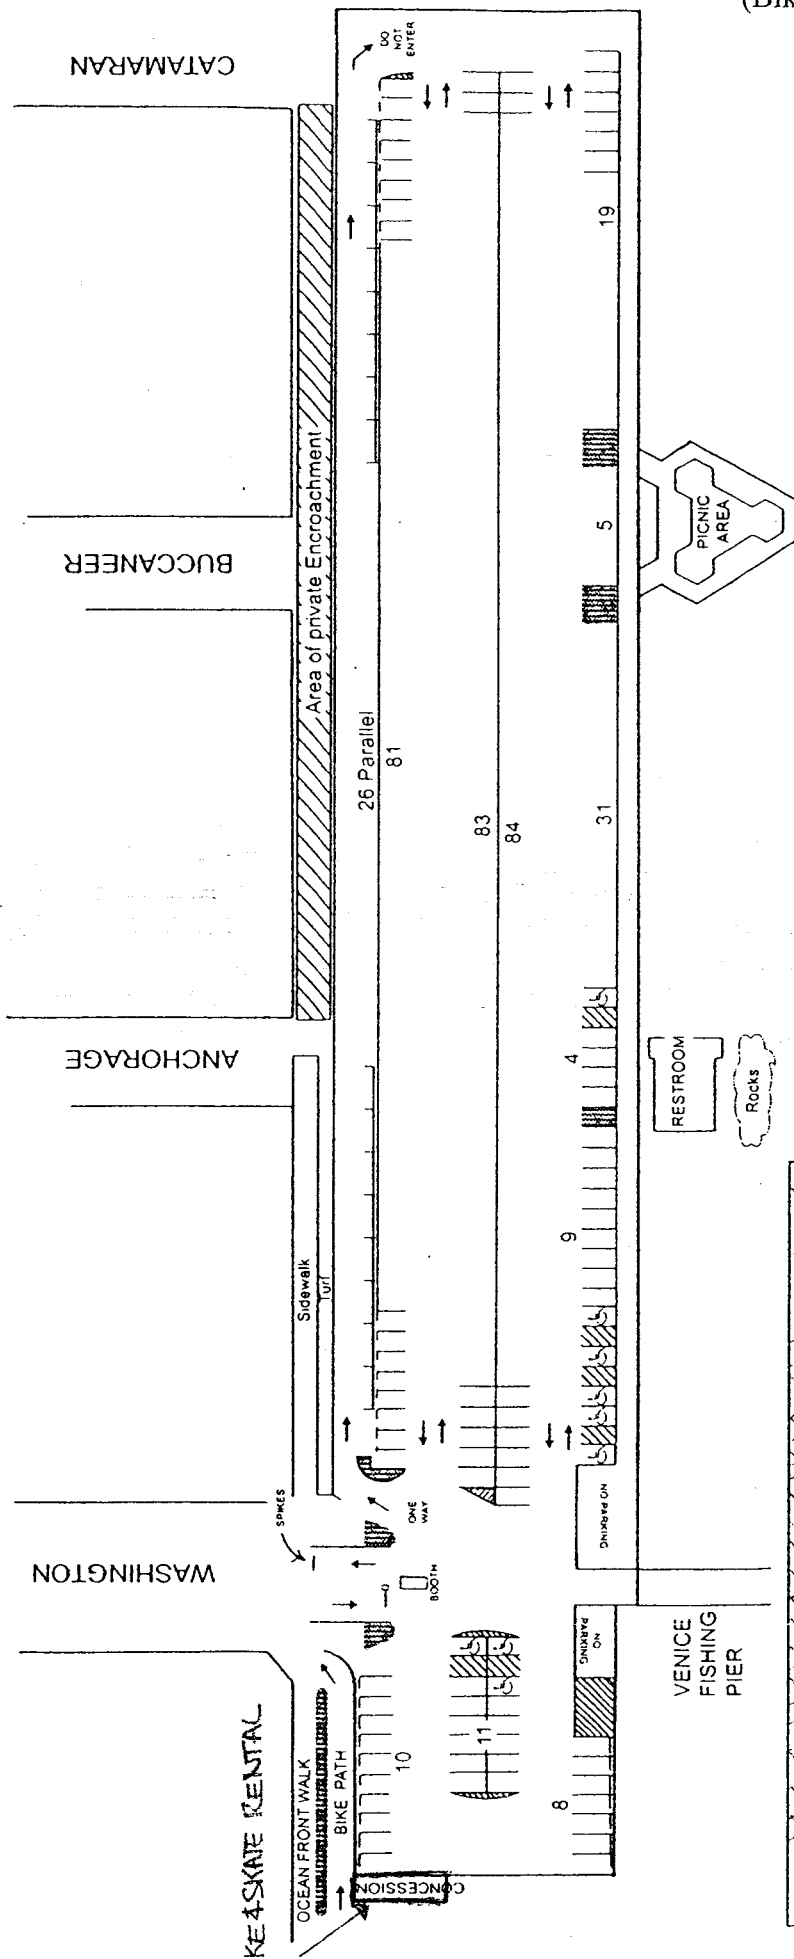 (Bik
CATAMARAN
DO
NOT
ENTER
19
BUCCANEER
Area of private Encroachment
5
PICNIC
AREA
26 Parallel
81
83
84
31
ANCHORAGE
4
RESTROOM
Rocks
9
Sidewalk
Turf
SPIKES
ONE
WAY
NO PARKING
WASHINGTON
BOOTH
NO
PARKING
VENICE
FISHING
PIER
KE & SKATE RENTAL
OCEAN FRONT WALK
BIKE PATH
10
11
8
CONCESSION